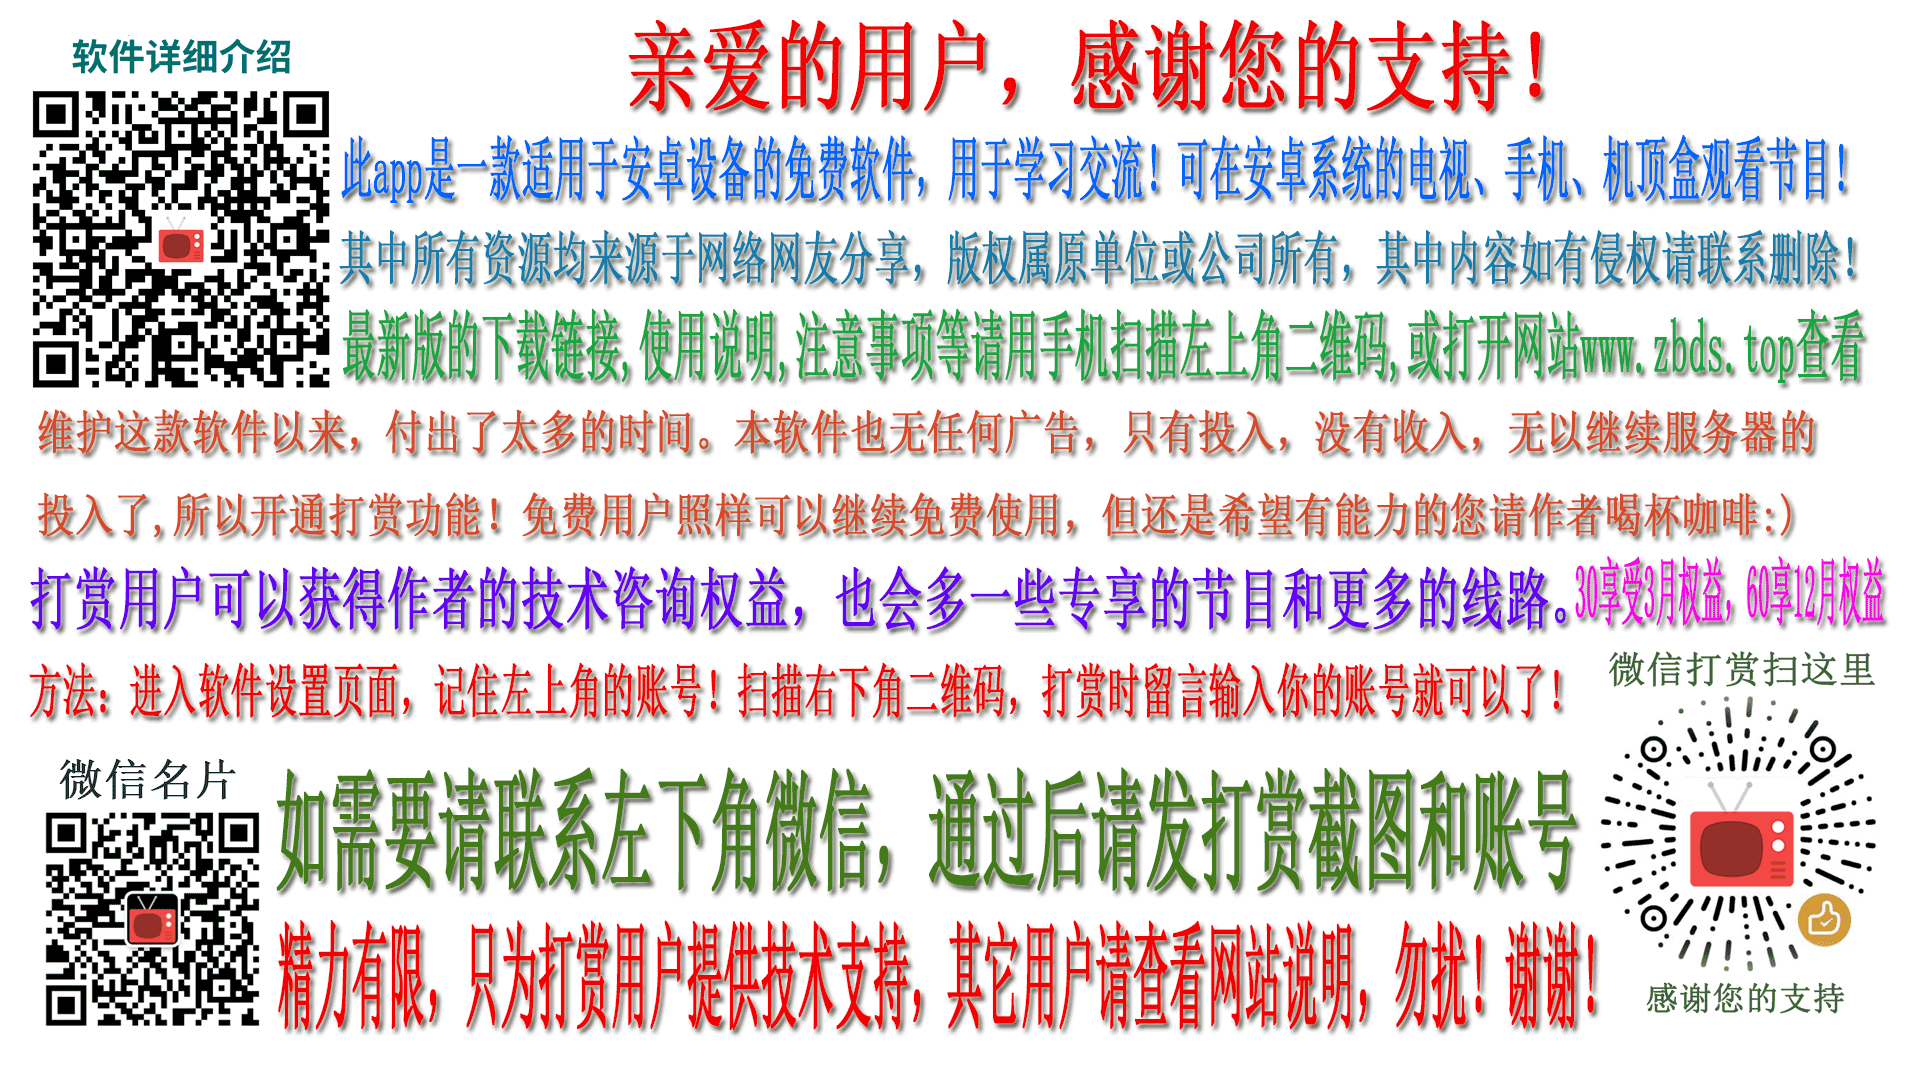 软件详细介绍
亲爱的用户，感谢您的支持！
此app是一款适用于安卓设备的免费软件，用于学习交流！可在安卓系统的电视、手机、机顶盒观看节目！
其中所有资源均来源于网络网友分享，版权属原单位或公司所有，其中内容如有侵权请联系删除！
最新版的下载链接,使用说明,注意事项等请用手机扫描左上角二维码,或打开网站www.zbds.top查看
维护这款软件以来，付出了太多的时间。本软件也无任何广告，只有投入，没有收入，无以继续服务器的
投入了,所以开通打赏功能！免费用户照样可以继续免费使用，但还是希望有能力的您请作者喝杯咖啡:)
打赏用户可以获得作者的技术咨询权益，也会多一些专享的节目和更多的线路。30享受3月权益，60享12月权益
方法：进入软件设置页面，记住左上角的账号！扫描右下角二维码，打赏时留言输入你的账号就可以了！
微信打赏扫这里
微信名片
如需要请联系左下角微信，通过后请发打赏截图和账号
精力有限，只为打赏用户提供技术支持，其它用户请查看网站说明，勿扰！谢谢！
感谢您的支持